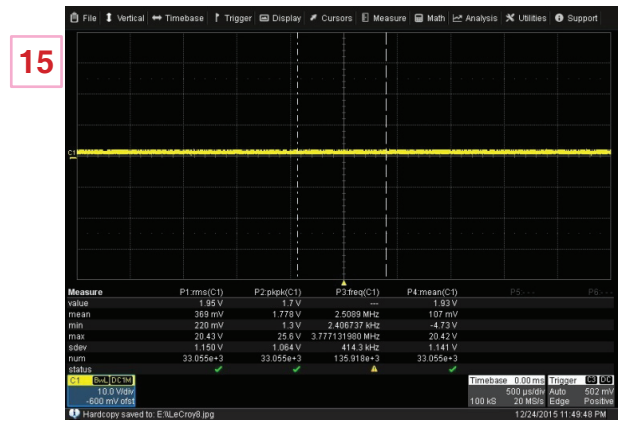 15
File Vertical Timebase Trigger Display Cursors Measure Math Analysis Utilities Support
C1
Measure P1:rms(C1) P2:pkpk(C1) P3:freq(C1) P4:mean(C1) P5:--- P6:---
value 1.95 V 1.7 V --- 1.93 V
mean 369 mV 1.778 V 2.5089 MHz 107 mV
min 220 mV 1.3 V 2.406737 kHz -4.73 V
max 20.43 V 25.6 V 3.777131980 MHz 20.42 V
sdev 1.150 V 1.064 V 414.3 kHz 1.141 V
num 33.055e+3 33.055e+3 135.918e+3 33.055e+3
status
C1 BwL DC1M
10.0 V/div
-600 mV ofst
Timebase 0.00 ms Trigger C3 DC
500 µs/div Auto 502 mV
100 kS 20 MS/s Edge Positive
Hardcopy saved to: E:\LeCroy8.jpg 12/24/2015 11:49:48 PM